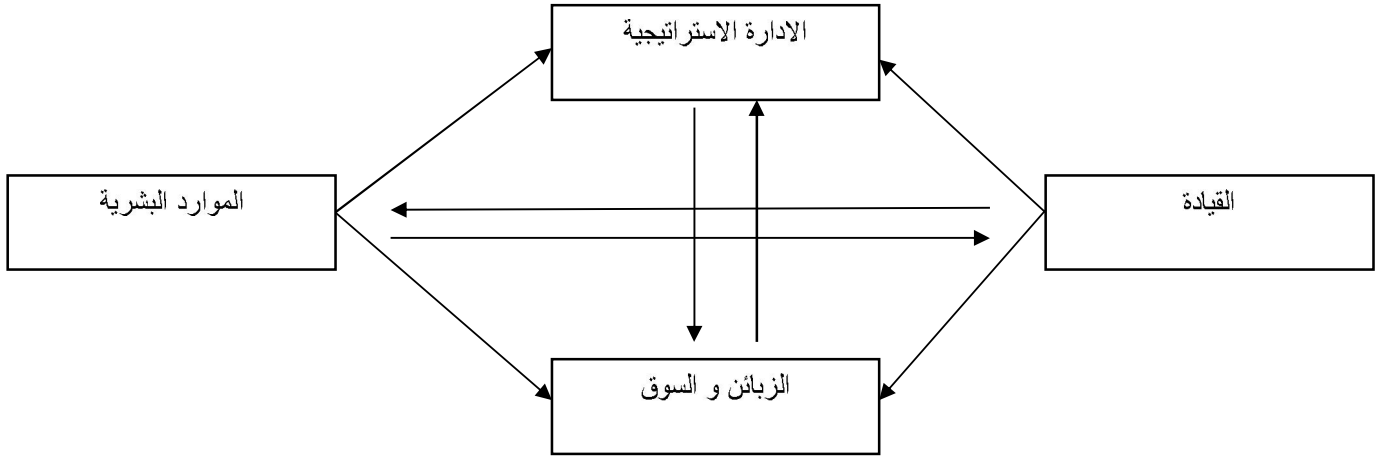 الادارة الاستراتيجية
القيادة
الموارد البشرية
الزبائن و السوق